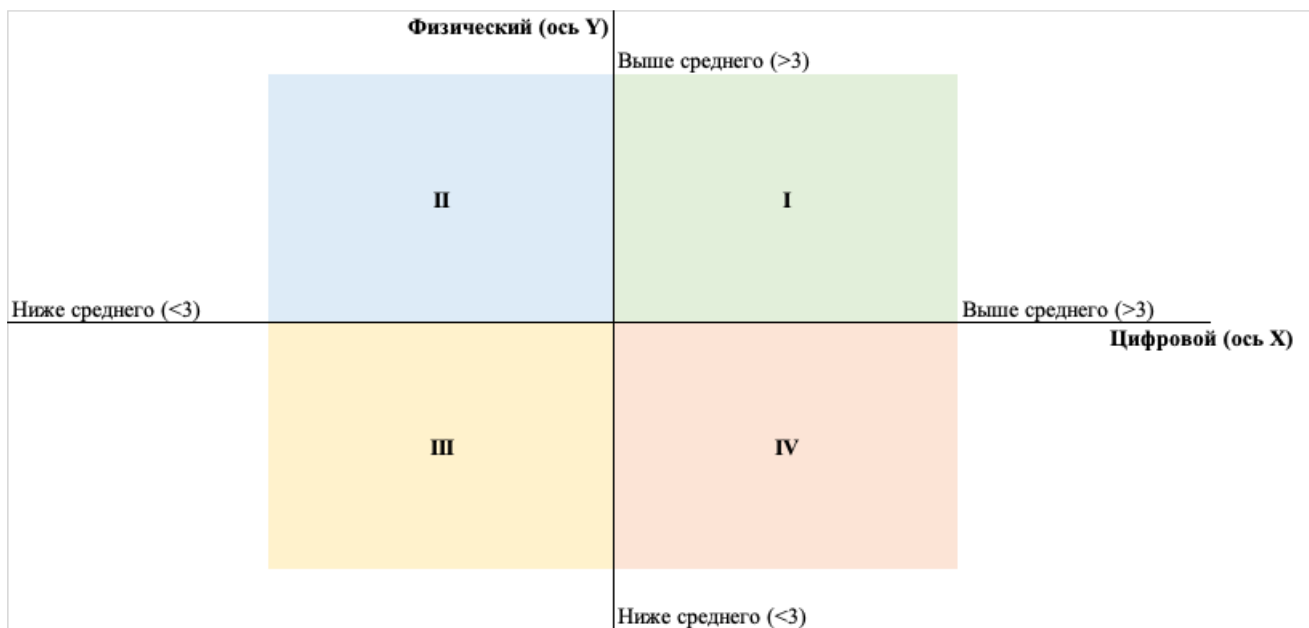 Физический (ось Y)
Выше среднего (>3)
II
I
Ниже среднего (<3)
Выше среднего (>3)
Цифровой (ось X)
III
IV
Ниже среднего (<3)